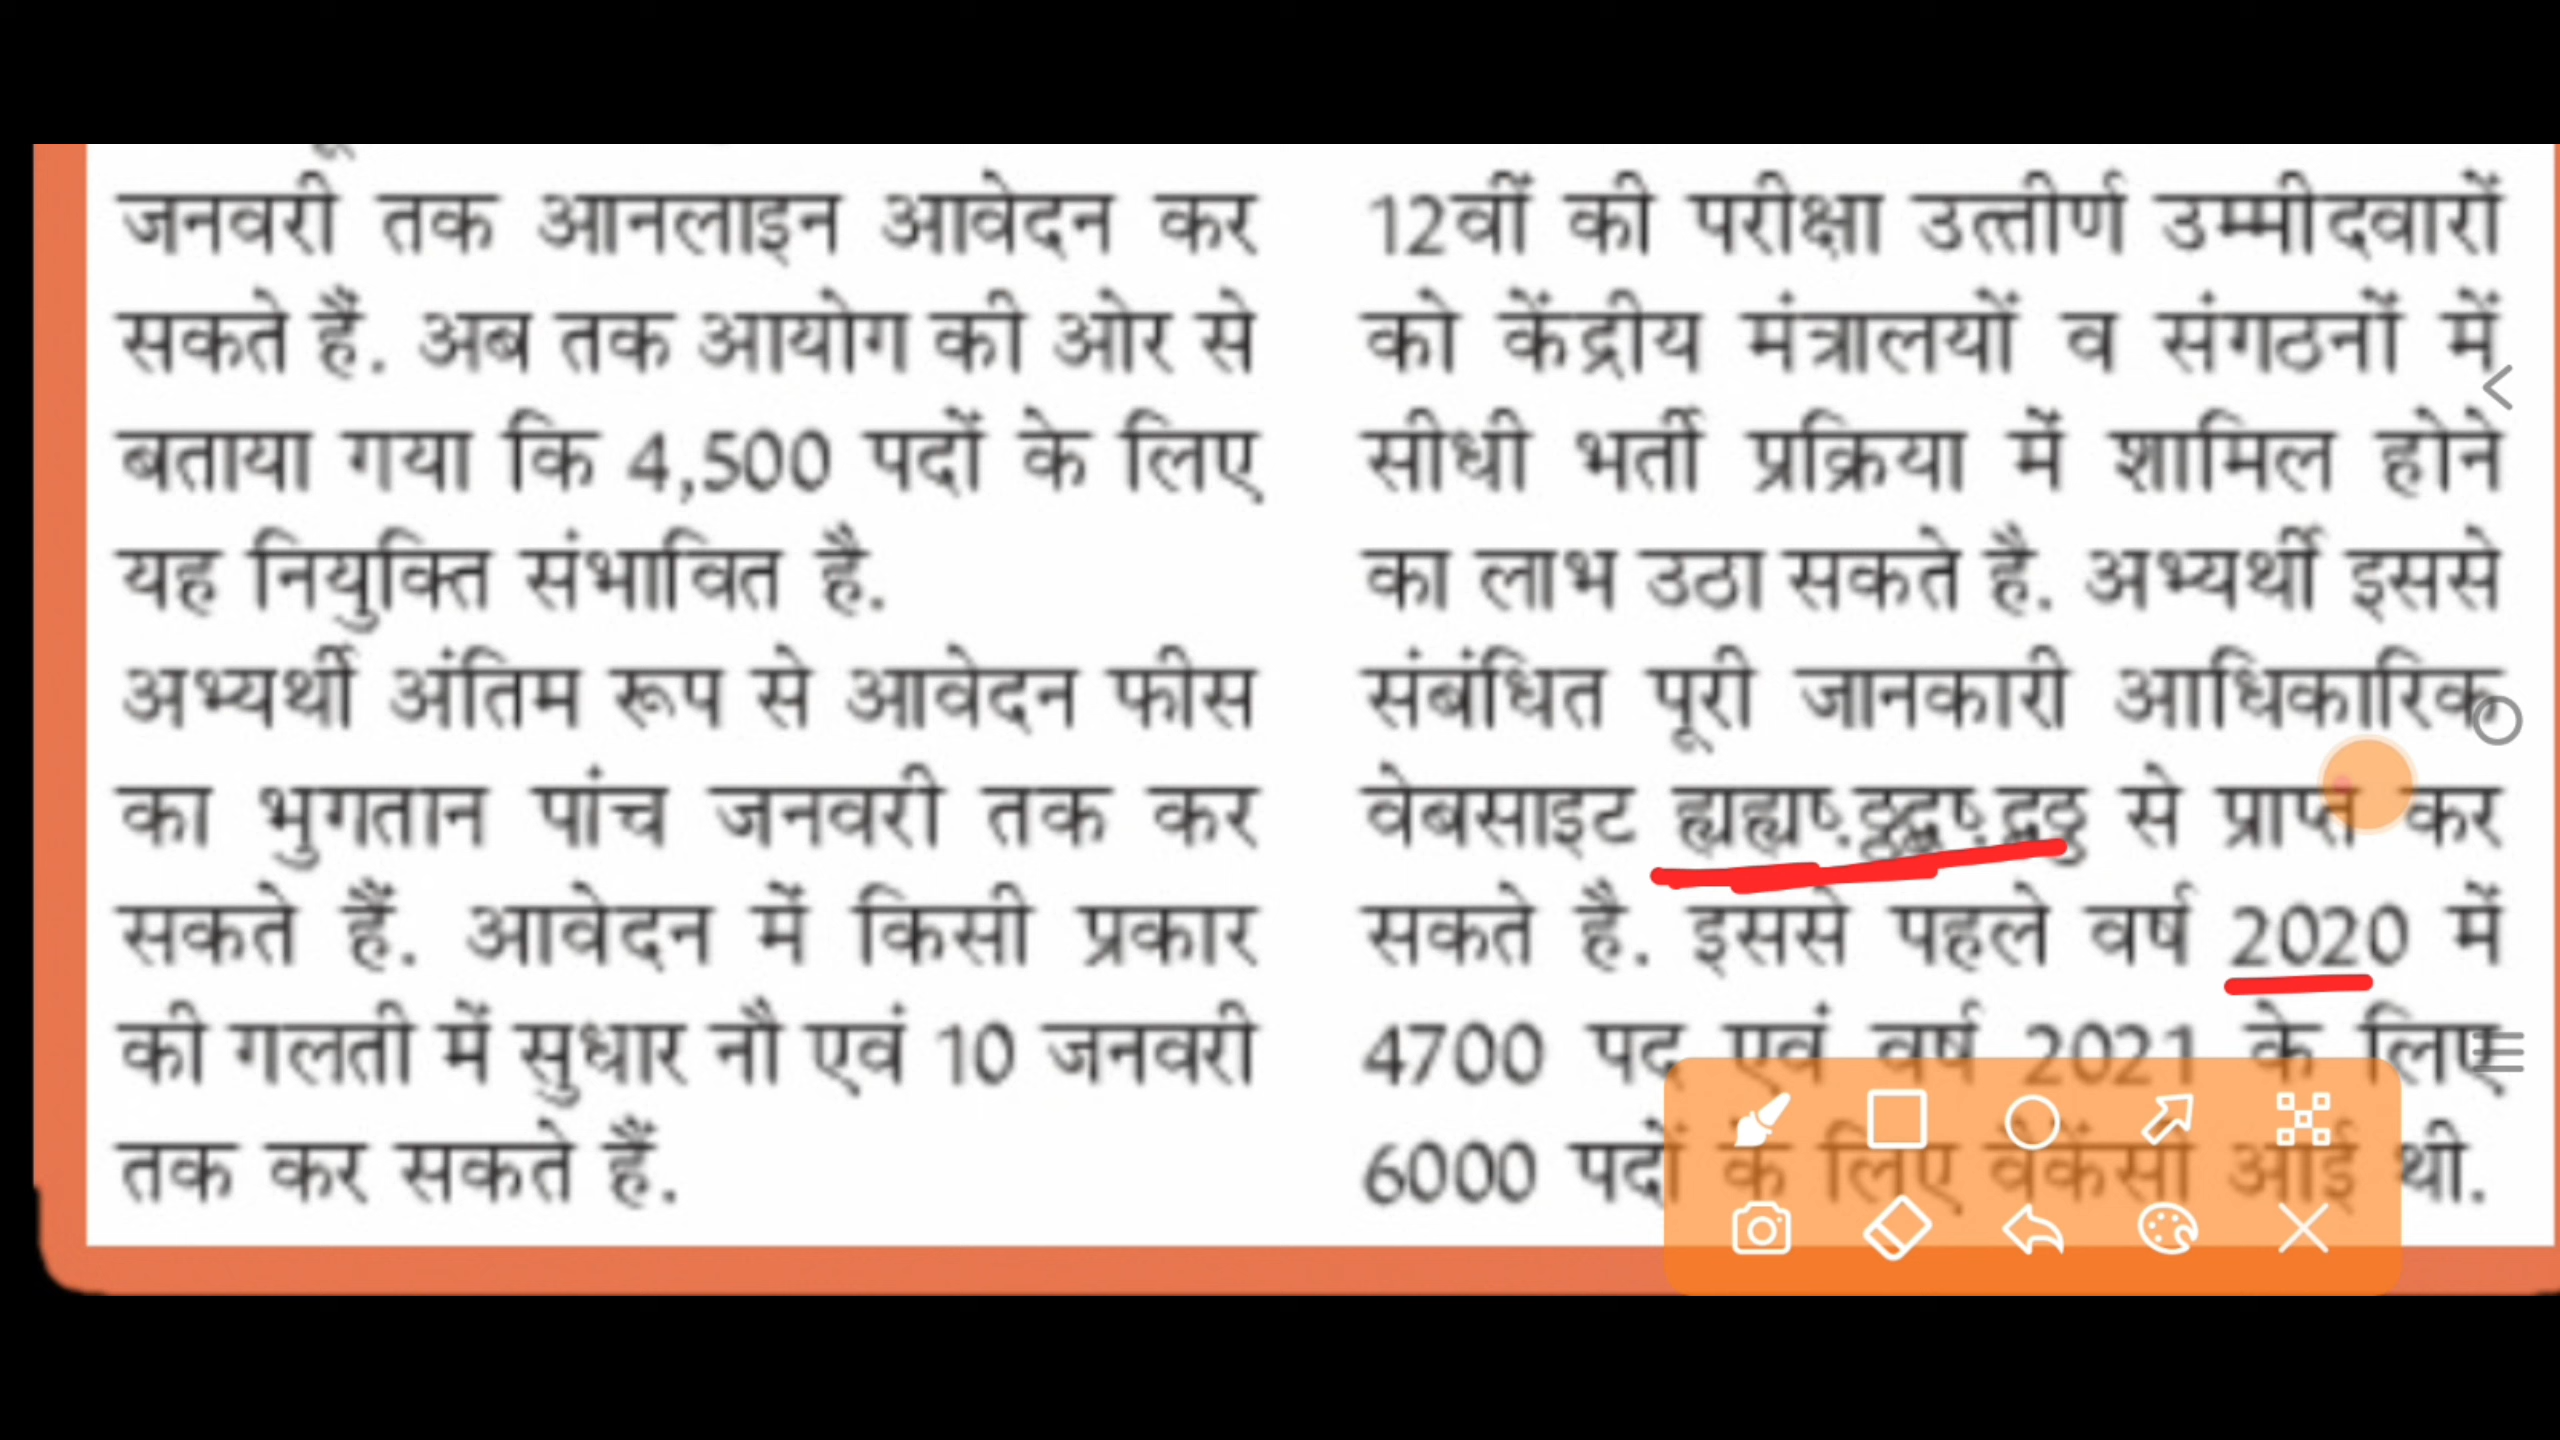 जनवरी तक आनलाइन आवेदन कर
सकते हैं. अब तक आयोग की ओर से
बताया गया कि 4,500 पदों के लिए
यह नियुक्ति संभावित है.
अभ्यर्थी अंतिम रूप से आवेदन फीस
का भुगतान पांच जनवरी तक कर
सकते हैं. आवेदन में किसी प्रकार
की गलती में सुधार नौ एवं 10 जनवरी
तक कर सकते हैं.
12वीं की परीक्षा उत्तीर्ण उम्मीदवारों
को केंद्रीय मंत्रालयों व संगठनों में
सीधी भर्ती प्रक्रिया में शामिल होने
का लाभ उठा सकते है. अभ्यर्थी इससे
संबंधित पूरी जानकारी आधिकारिक
वेबसाइट से प्राप्त कर
सकते है. इससे पहले वर्ष 2020 में
4700 पद एवं वर्ष 2021 के लिए
6000 पदों के लिए वेकेंसी आई थी.